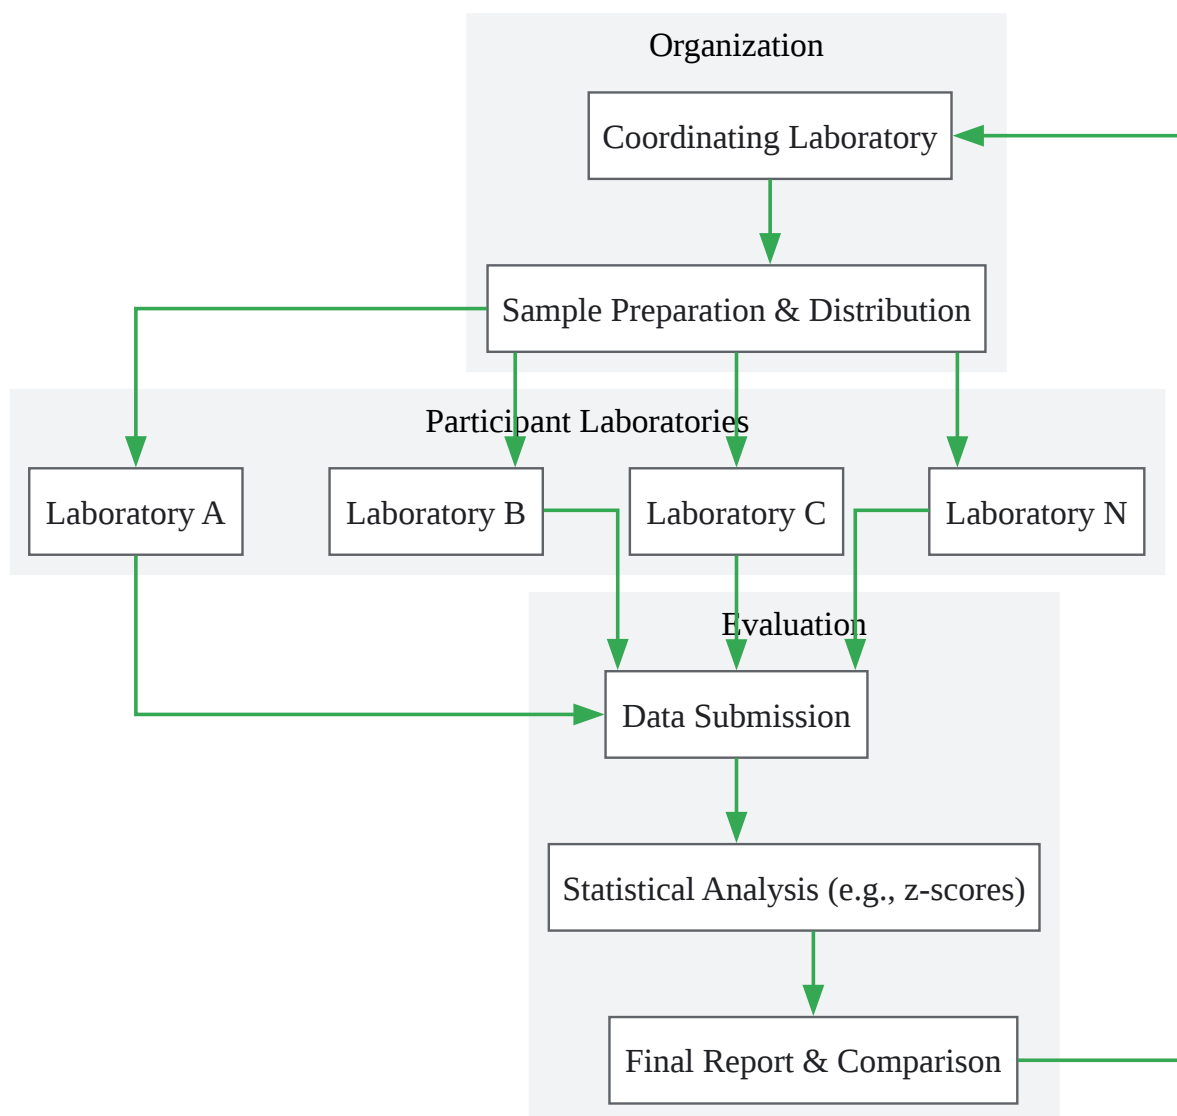 Organization
Coordinating Laboratory
Sample Preparation & Distribution
Participant Laboratories
Laboratory A
Laboratory B
Laboratory C
Laboratory N
Evaluation
Data Submission
Statistical Analysis (e.g., z-scores)
Final Report & Comparison